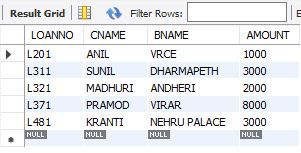 Result Grid Filter Rows: E
LOANNO CNAME BNAME AMOUNT
L201 ANIL VRCE 1000
L311 SUNIL DHARMAPETH 3000
L321 MADHURI ANDHERI 2000
L371 PRAMOD VIRAR 8000
L481 KRANTI NEHRU PALACE 3000
NULL NULL NULL NULL